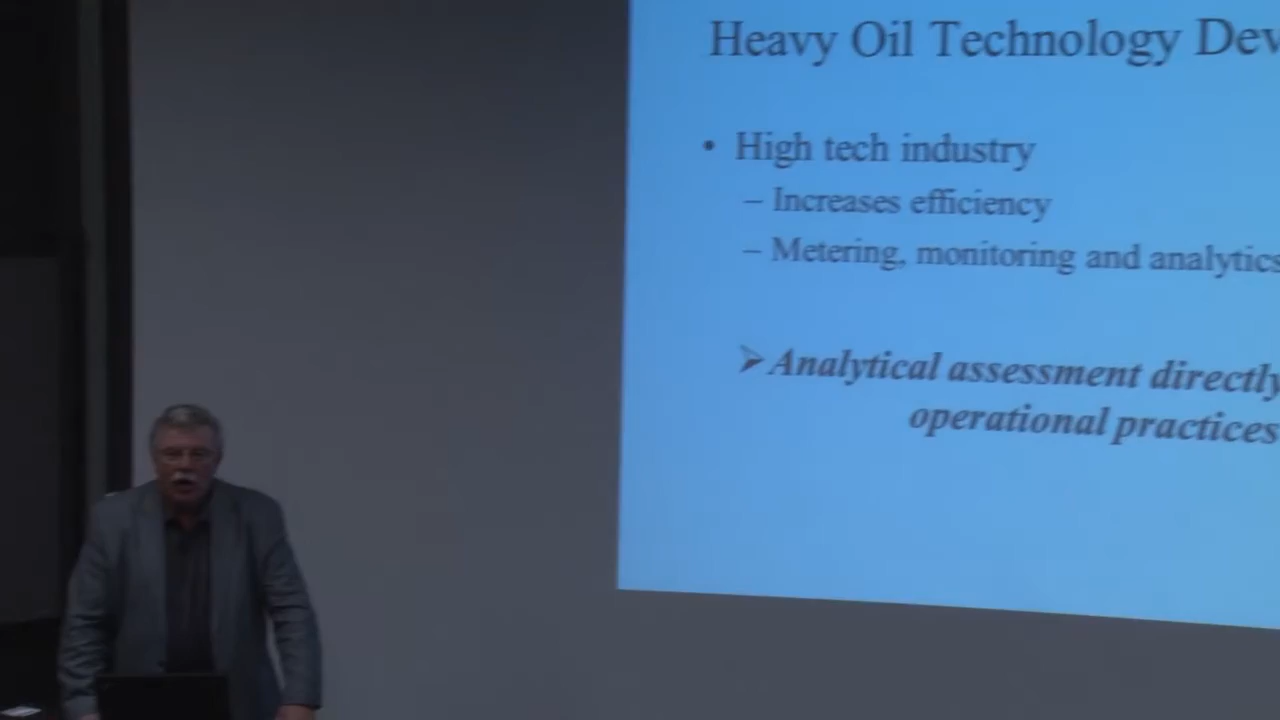 Heavy Oil Technology Dev
• High tech industry
– Increases efficiency
– Metering, monitoring and analytics
➢ Analytical assessment directly
operational practices